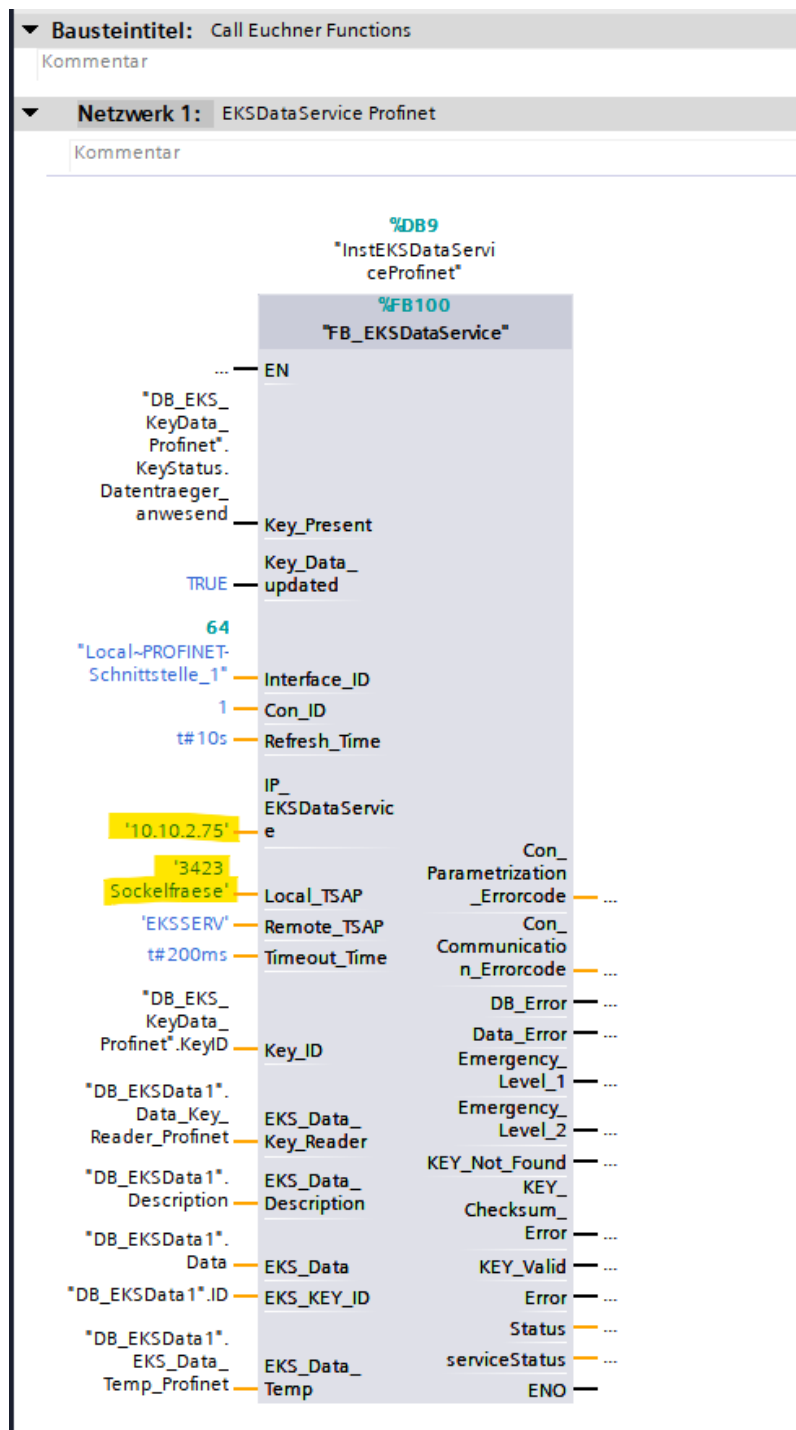 Bausteintitel: Call Euchner Functions
Kommentar
Netzwerk 1: EKSDataService Profinet
Kommentar
%DB9
"InstEKSDataServi
ceProfinet"
%FB100
"FB_EKSDataService"
... EN
"DB_EKS_
KeyData_
Profinet".
KeyStatus.
Datentraeger_
anwesend
Key_Present
Key_Data_
updated
TRUE
64
"Local~PROFINET-
Schnittstelle_1"
Interface_ID
1 Con_ID
t#10s Refresh_Time
IP_
EKSDataServic
e
'10.10.2.75'
'3423
Sockelfraese'
Local_TSAP
'EKSSERV' Remote_TSAP
t#200ms Timeout_Time
"DB_EKS_
KeyData_
Profinet".KeyID
Key_ID
"DB_EKSData1".
Data_Key_
Reader_Profinet
EKS_Data_
Key_Reader
"DB_EKSData1".
Description
EKS_Data_
Description
"DB_EKSData1".
Data
EKS_Data
"DB_EKSData1".ID EKS_KEY_ID
"DB_EKSData1".
EKS_Data_
Temp_Profinet
EKS_Data_
Temp
Con_
Parametrization
_Errorcode ...
Con_
Communicatio
n_Errorcode ...
DB_Error ...
Data_Error ...
Emergency_
Level_1 ...
Emergency_
Level_2 ...
KEY_Not_Found ...
KEY_
Checksum_
Error ...
KEY_Valid ...
Error ...
Status ...
serviceStatus ...
ENO